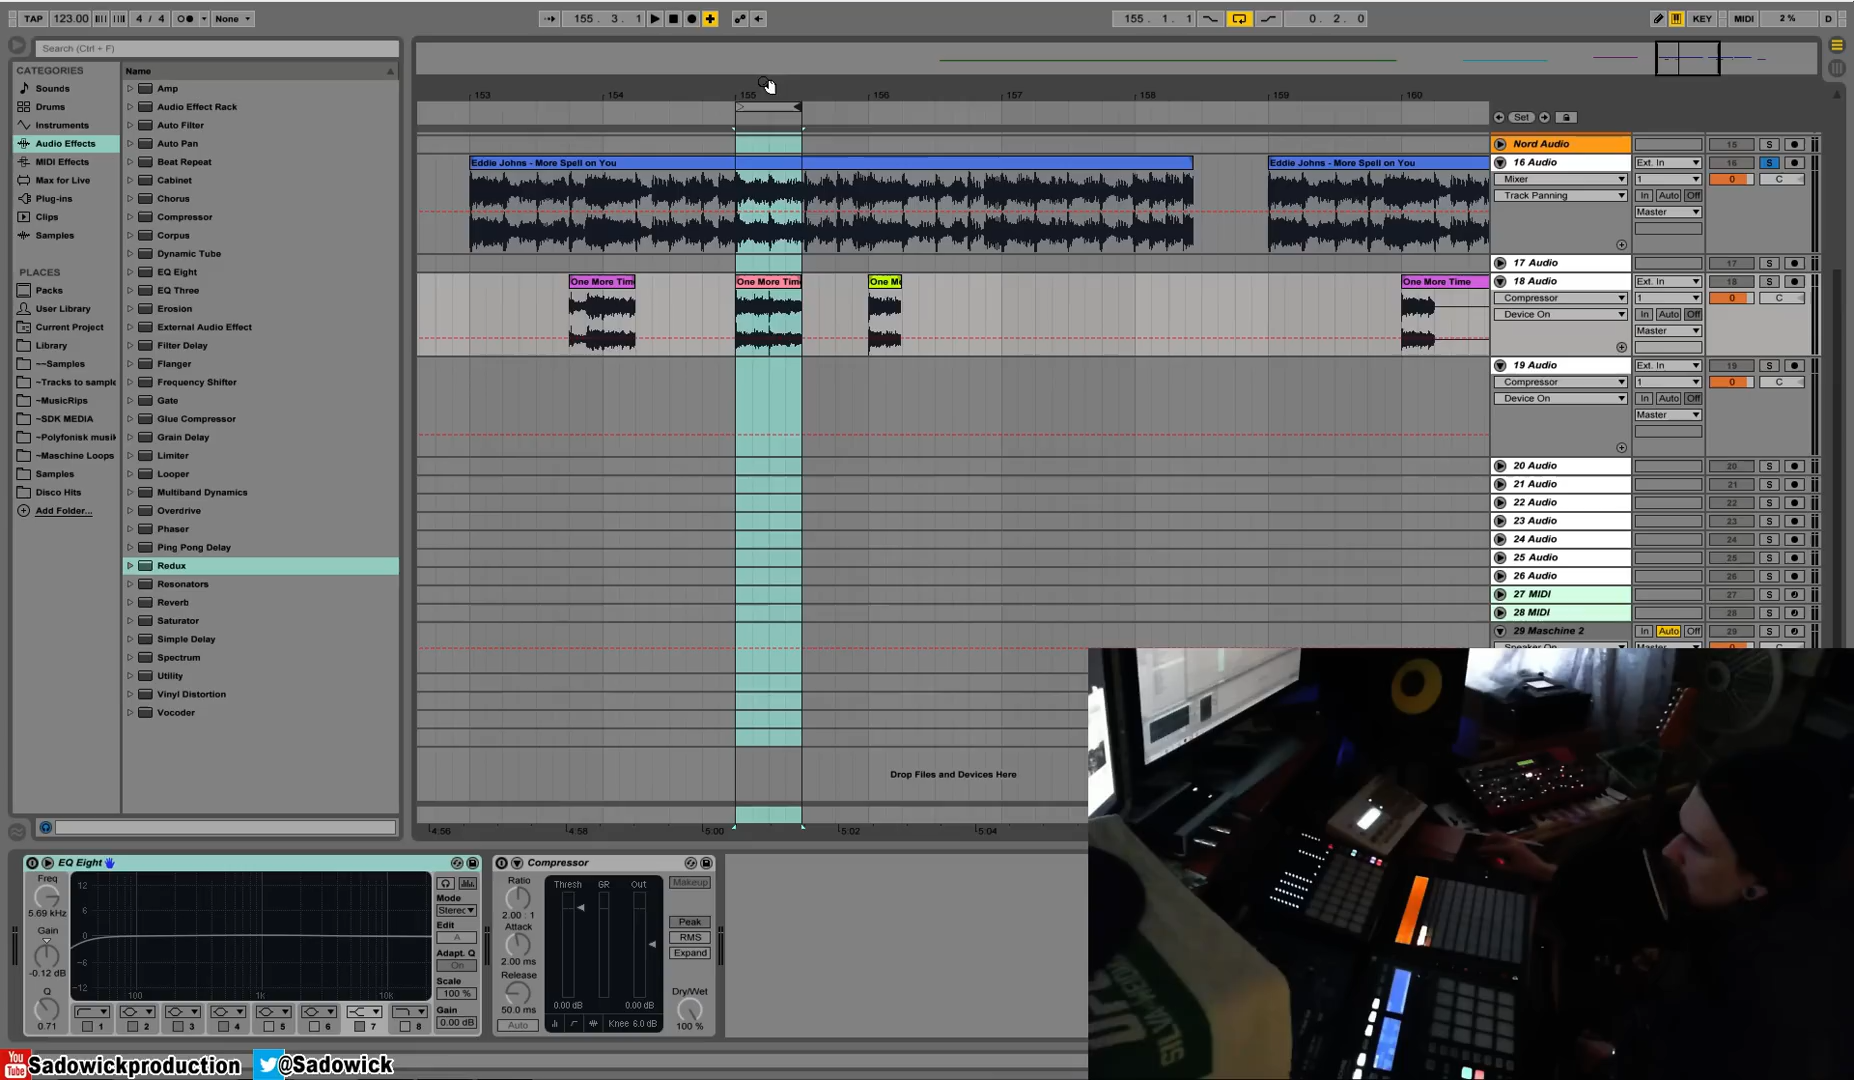 TAP 123.00 4 / 4 None 155. 3. 1 155. 1. 1 0. 2. 0 KEY MIDI 2 % D
Search (Ctrl + F)
CATEGORIES
Sounds
Drums
Instruments
Audio Effects
MIDI Effects
Max for Live
Plug-ins
Clips
Samples
PLACES
Packs
User Library
Current Project
Library
~~Samples
~Tracks to sample
~MusicRips
~SDK MEDIA
~Polyfonisk musik
~Maschine Loops
Samples
Disco Hits
Add Folder...
Name
Amp
Audio Effect Rack
Auto Filter
Auto Pan
Beat Repeat
Cabinet
Chorus
Compressor
Corpus
Dynamic Tube
EQ Eight
EQ Three
Erosion
External Audio Effect
Filter Delay
Flanger
Frequency Shifter
Gate
Glue Compressor
Grain Delay
Limiter
Looper
Multiband Dynamics
Overdrive
Phaser
Ping Pong Delay
Redux
Resonators
Reverb
Saturator
Simple Delay
Spectrum
Utility
Vinyl Distortion
Vocoder
153 154 155 156 157 158 159 160
Set
Eddie Johns - More Spell on You Eddie Johns - More Spell on You
One More Tim One More Tim One M One More Time
Drop Files and Devices Here
4:56 4:58 5:00 5:02 5:04
Nord Audio 15 S
16 Audio Ext. In 16 S
Mixer 1 0 C
Track Panning In Auto Off
Master
17 Audio 17 S
18 Audio Ext. In 18 S
Compressor 1 0 C
Device On In Auto Off
Master
19 Audio Ext. In 19 S
Compressor 1 0 C
Device On In Auto Off
Master
20 Audio 20 S
21 Audio 21 S
22 Audio 22 S
23 Audio 23 S
24 Audio 24 S
25 Audio 25 S
26 Audio 26 S
27 MIDI 27 S
28 MIDI 28 S
29 Maschine 2 In Auto Off 29 S
EQ Eight
Freq
5.69 kHz
Gain
-0.12 dB
Q
0.71
12
6
0
-6
-12
100 1K 10K
1 2 3 4 5 6 7 8
Mode
Stereo
Edit
A
Adapt. Q
On
Scale
100 %
Gain
0.00 dB
Compressor
Ratio
2.00 : 1
Attack
2.00 ms
Release
50.0 ms
Auto
Thresh GR Out
0.00 dB 0.00 dB
Knee 6.0 dB
Makeup
Peak
RMS
Expand
Dry/Wet
100 %
You Tube Sadowickproduction @Sadowick